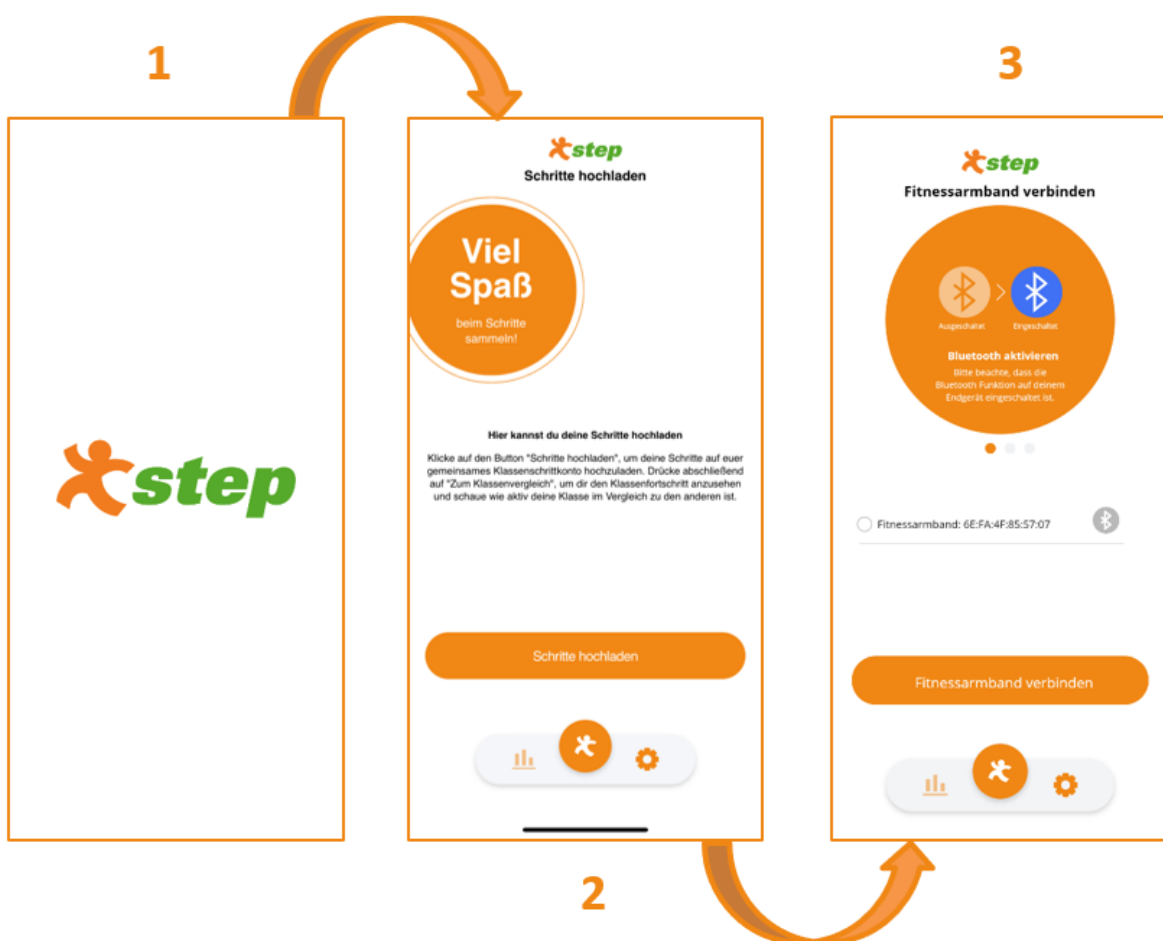 1
step
step
Schritte hochladen
Viel
Spaß
beim Schritte
sammeln!
Hier kannst du deine Schritte hochladen
Klicke auf den Button "Schritte hochladen", um deine Schritte auf euer
gemeinsames Klassenschrittkonto hochzuladen. Drücke abschließend
auf "Zum Klassenvergleich", um dir den Klassenfortschritt anzusehen
und schaue wie aktiv deine Klasse im Vergleich zu den anderen ist.
Schritte hochladen
2
3
step
Fitnessarmband verbinden
Ausgeschaltet
Eingeschaltet
Bluetooth aktivieren
Bitte beachte, dass die
Bluetooth Funktion auf deinem
Endgerät eingeschaltet ist.
Fitnessarmband: 6E:FA:4F:85:57:07
Fitnessarmband verbinden